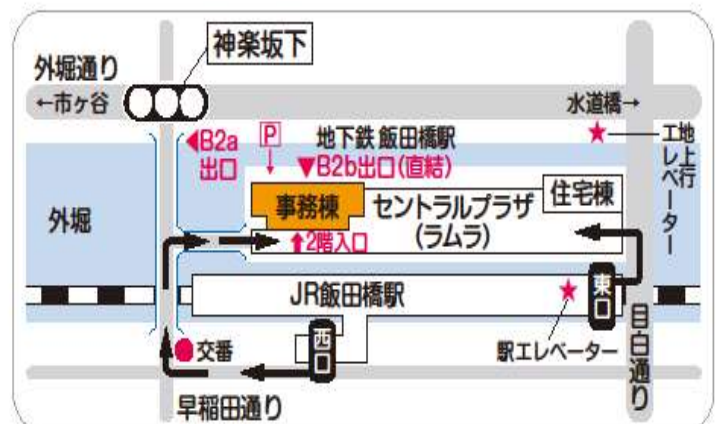 神楽坂下
外堀通り
←市ヶ谷
水道橋→
◀B2a
出口
P
地下鉄 飯田橋駅
▼B2b出口(直結)
地上行
エレベーター
事務棟
セントラルプラザ
(ラムラ)
住宅棟
外堀
↑2階入口
JR飯田橋駅
東口
西口
交番
駅エレベーター
目白通り
早稲田通り